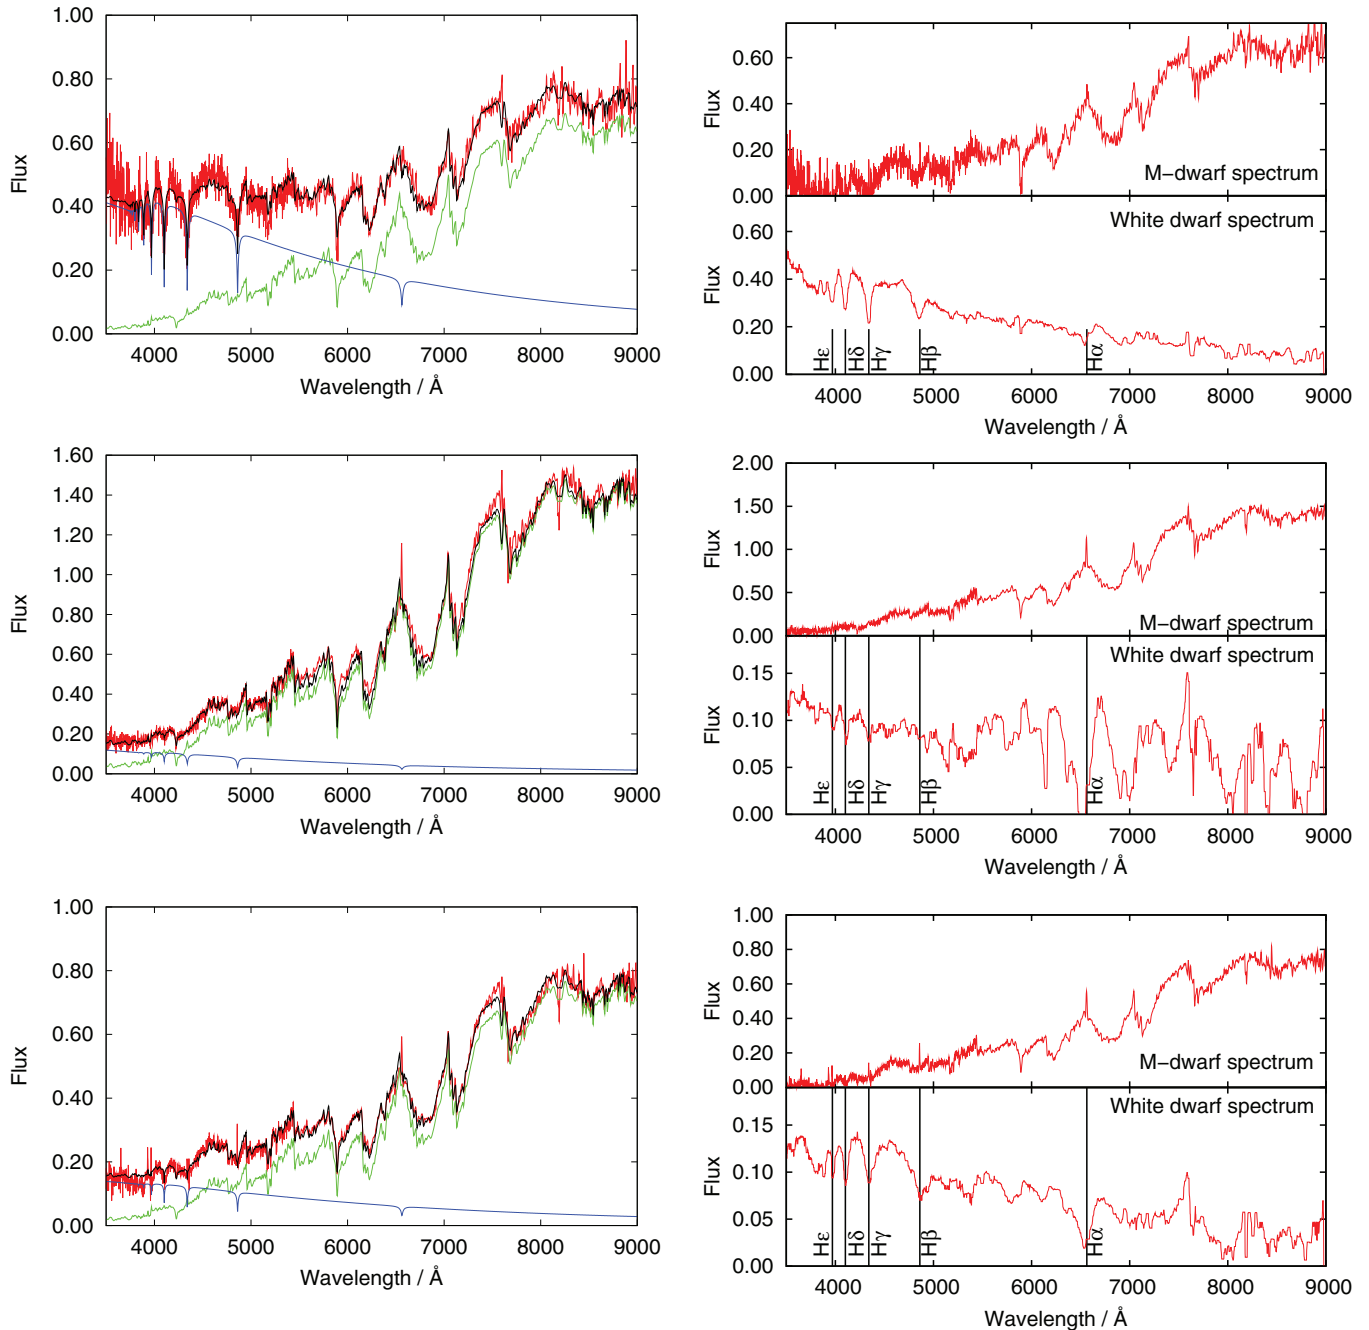 1.00
0.80
0.60
0.40
0.20
0.00
Flux
4000 5000 6000 7000 8000 9000
Wavelength / Å
0.60
0.40
0.20
0.00
Flux
M−dwarf spectrum
White dwarf spectrum
0.60
0.40
0.20
0.00
Flux
Hε Hδ Hγ Hβ Hα
4000 5000 6000 7000 8000 9000
Wavelength / Å
1.60
1.40
1.20
1.00
0.80
0.60
0.40
0.20
0.00
Flux
4000 5000 6000 7000 8000 9000
Wavelength / Å
2.00
1.50
1.00
0.50
0.00
Flux
M−dwarf spectrum
White dwarf spectrum
0.15
0.10
0.05
0.00
Flux
Hε Hδ Hγ Hβ Hα
4000 5000 6000 7000 8000 9000
Wavelength / Å
1.00
0.80
0.60
0.40
0.20
0.00
Flux
4000 5000 6000 7000 8000 9000
Wavelength / Å
1.00
0.80
0.60
0.40
0.20
0.00
Flux
M−dwarf spectrum
White dwarf spectrum
0.15
0.10
0.05
0.00
Flux
Hε Hδ Hγ Hβ Hα
4000 5000 6000 7000 8000 9000
Wavelength / Å